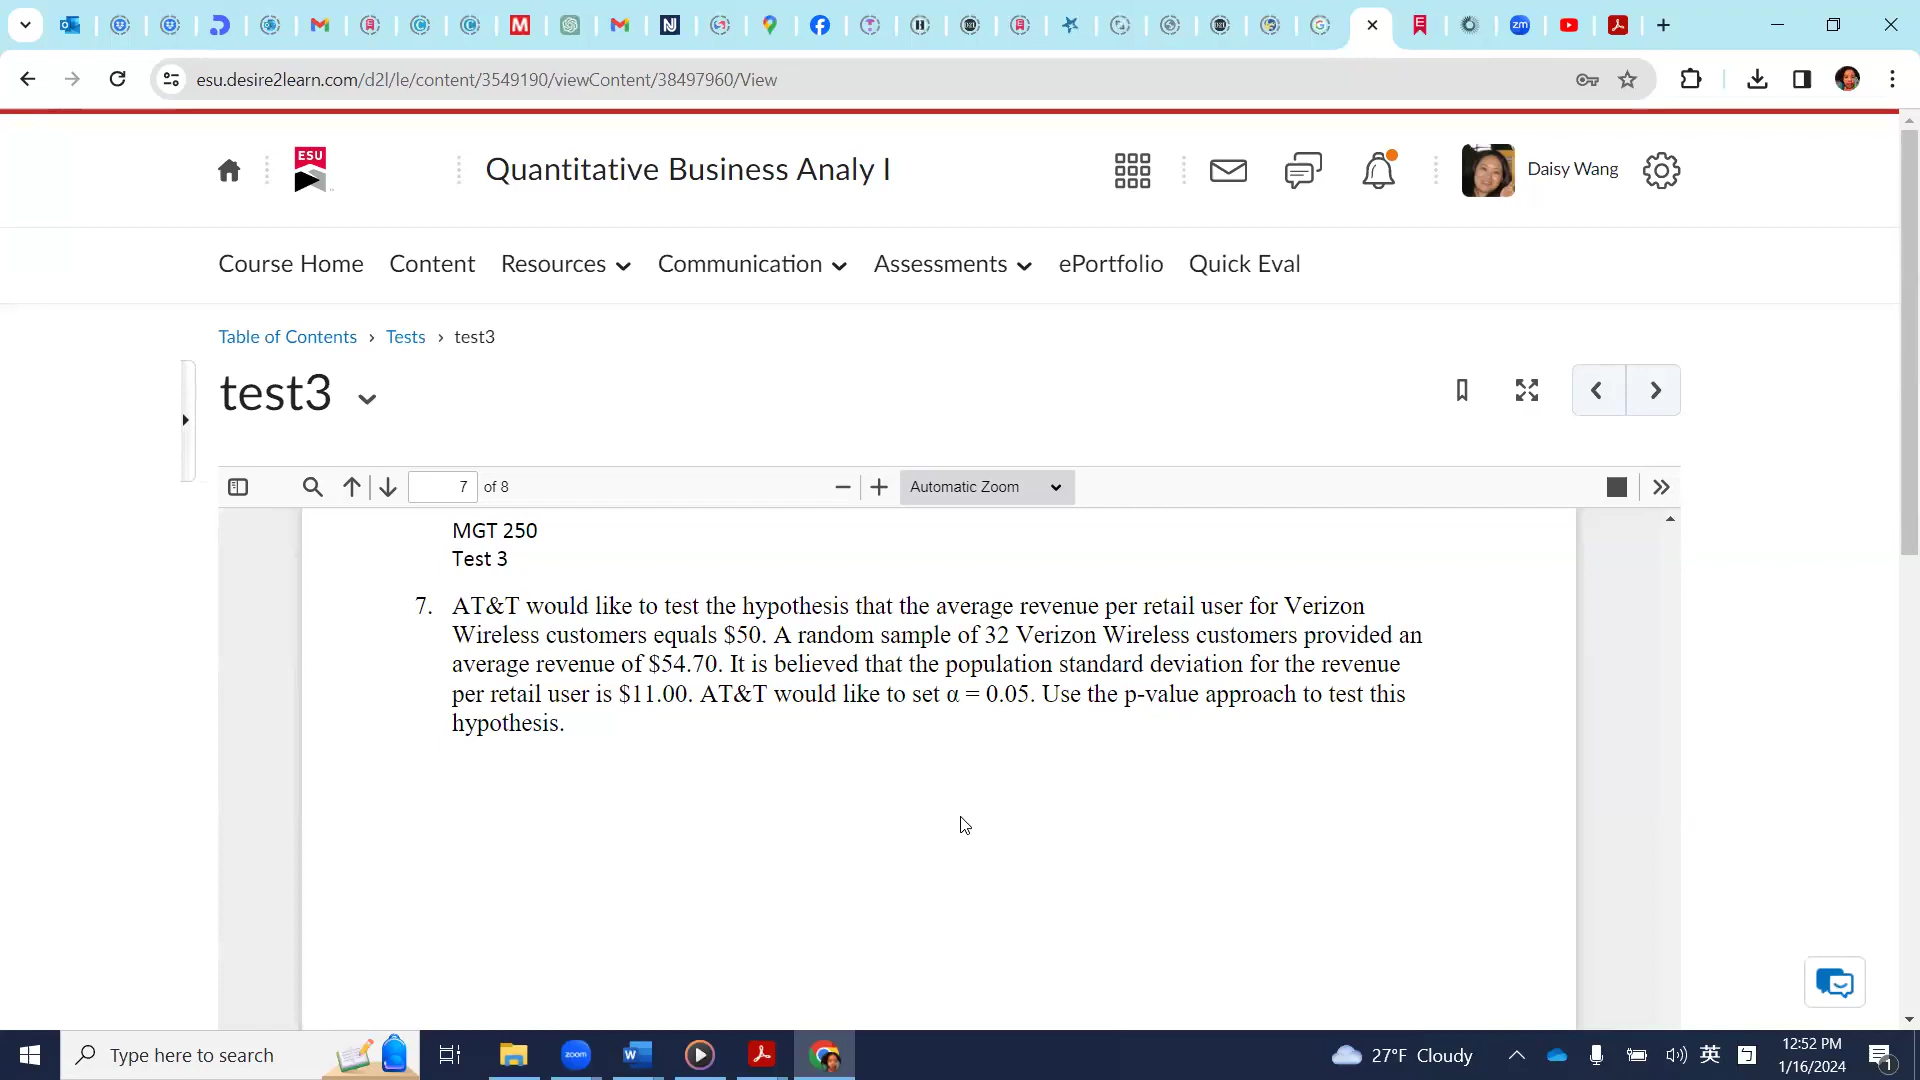 esu.desire2learn.com/d2l/le/content/3549190/viewContent/38497960/View
ESU
Quantitative Business Analy I
Daisy Wang
Course Home
Content
Resources
Communication
Assessments
ePortfolio
Quick Eval
Table of Contents › Tests › test3
test3
7 of 8
Automatic Zoom
MGT 250
Test 3
7. AT&T would like to test the hypothesis that the average revenue per retail user for Verizon
Wireless customers equals $50. A random sample of 32 Verizon Wireless customers provided an
average revenue of $54.70. It is believed that the population standard deviation for the revenue
per retail user is $11.00. AT&T would like to set α = 0.05. Use the p-value approach to test this
hypothesis.
Type here to search
zoom
27°F Cloudy
英
12:52 PM
1/16/2024
1